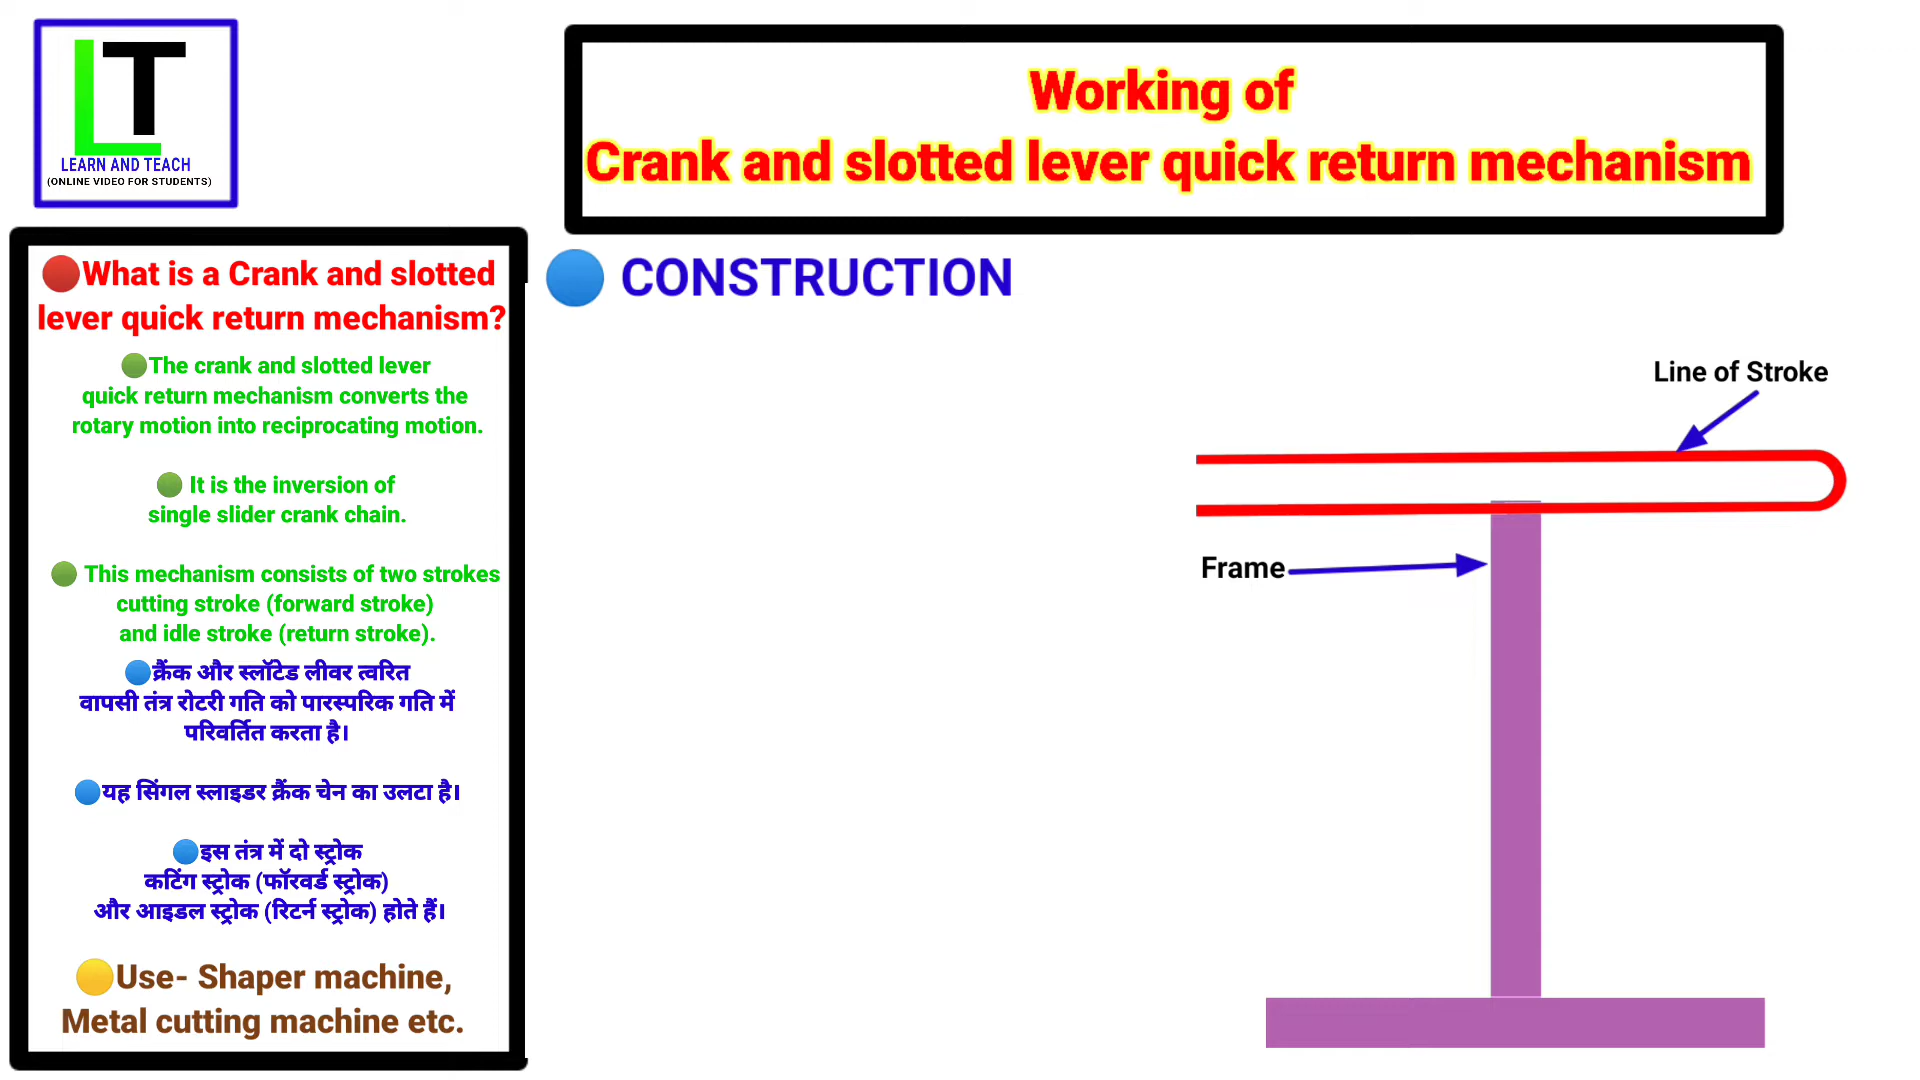 LT
LEARN AND TEACH
(ONLINE VIDEO FOR STUDENTS)
Working of
Crank and slotted lever quick return mechanism
What is a Crank and slotted
lever quick return mechanism?
The crank and slotted lever
quick return mechanism converts the
rotary motion into reciprocating motion.
It is the inversion of
single slider crank chain.
This mechanism consists of two strokes
cutting stroke (forward stroke)
and idle stroke (return stroke).
क्रैंक और स्लॉटेड लीवर त्वरित
वापसी तंत्र रोटरी गति को पारस्परिक गति में
परिवर्तित करता है।
यह सिंगल स्लाइडर क्रैंक चेन का उलटा है।
इस तंत्र में दो स्ट्रोक
कटिंग स्ट्रोक (फॉरवर्ड स्ट्रोक)
और आइडल स्ट्रोक (रिटर्न स्ट्रोक) होते हैं।
Use- Shaper machine,
Metal cutting machine etc.
CONSTRUCTION
Line of Stroke
Frame